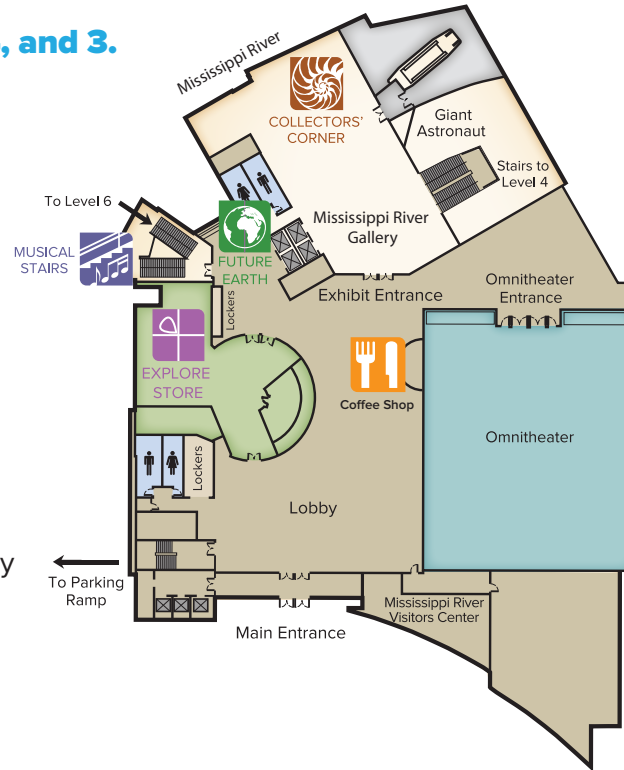 , and 3.
Mississippi River
COLLECTORS'
CORNER
Giant
Astronaut
Stairs to
Level 4
To Level 6
Mississippi River
Gallery
MUSICAL
STAIRS
FUTURE
EARTH
Exhibit Entrance
Omnitheater
Entrance
Lockers
EXPLORE
STORE
Coffee Shop
Omnitheater
Lockers
Lobby
y
To Parking
Ramp
Mississippi River
Visitors Center
Main Entrance